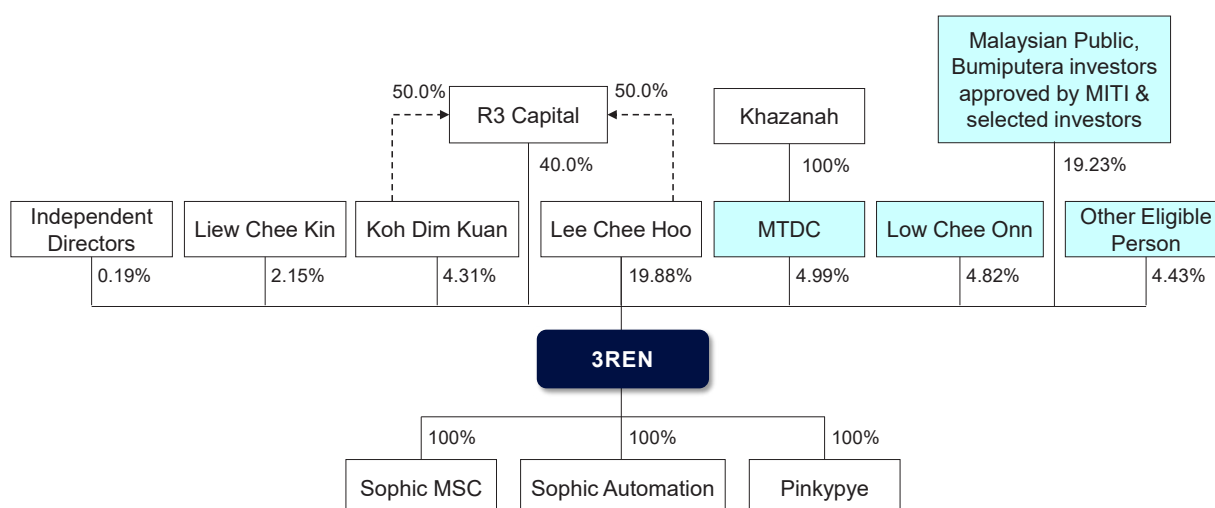 Malaysian Public,
Bumiputera investors
approved by MITI &
selected investors
50.0%
50.0%
R3 Capital
Khazanah
40.0%
100%
19.23%
Independent
Directors
Liew Chee Kin
Koh Dim Kuan
Lee Chee Hoo
MTDC
Low Chee Onn
Other Eligible
Person
0.19%
2.15%
4.31%
19.88%
4.99%
4.82%
4.43%
3REN
100%
100%
100%
Sophic MSC
Sophic Automation
Pinkypye